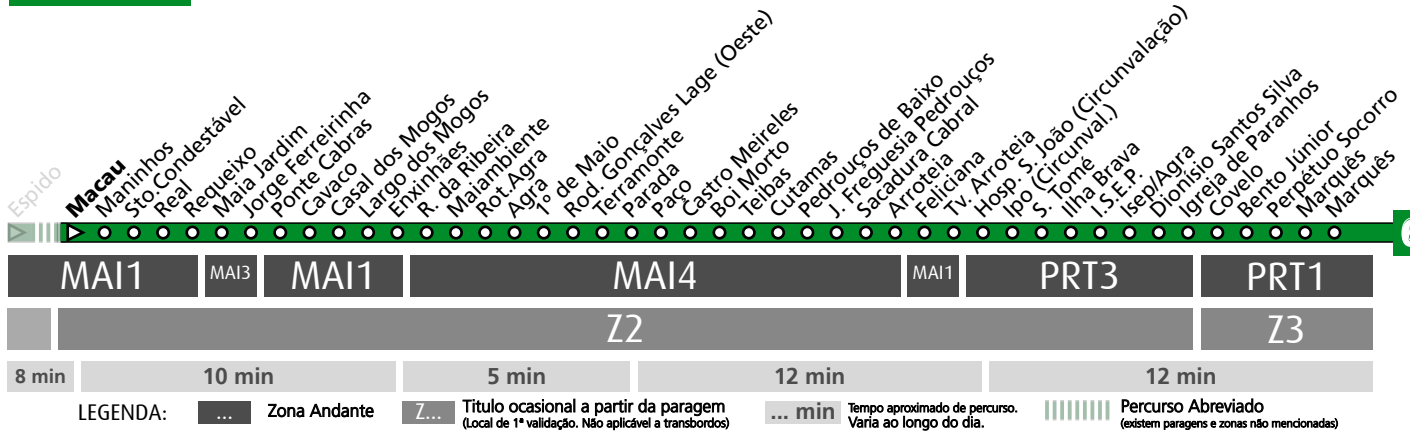 Espido
Macau
Maninhos
Sto.Condestável
Real
Requeixo
Maia Jardim
Jorge Ferreirinha
Ponte Cabras
Cavaco
Casal dos Mogos
Largo dos Mogos
Enxinhães
R. da Ribeira
Maiambiente
Rot.Agra
Agra
1º de Maio
Rod. Gonçalves Lage (Oeste)
Terramonte
Parada
Paço
Castro Meireles
Boi Morto
Teibas
Cutamas
Pedrouços de Baixo
J. Freguesia Pedrouços
Sacadura Cabral
Arroteia
Feliciana
Tv. Arroteia
Hosp. S. João (Circunvalação)
Ipo (Circunval.)
S. Tomé
Ilha Brava
I.S.E.P.
Isep/Agra
Dionísio Santos Silva
Igreja de Paranhos
Covelo
Bento Júnior
Perpétuo Socorro
Marquês
Marquês
MAI1 MAI3 MAI1 MAI4 MAI1 PRT3 PRT1
Z2 Z3
8 min 10 min 5 min 12 min 12 min
LEGENDA:
... Zona Andante
Z... Titulo ocasional a partir da paragem
(Local de 1ª validação. Não aplicável a transbordos)
... min Tempo aproximado de percurso.
Varia ao longo do dia.
Percurso Abreviado
(existem paragens e zonas não mencionadas)